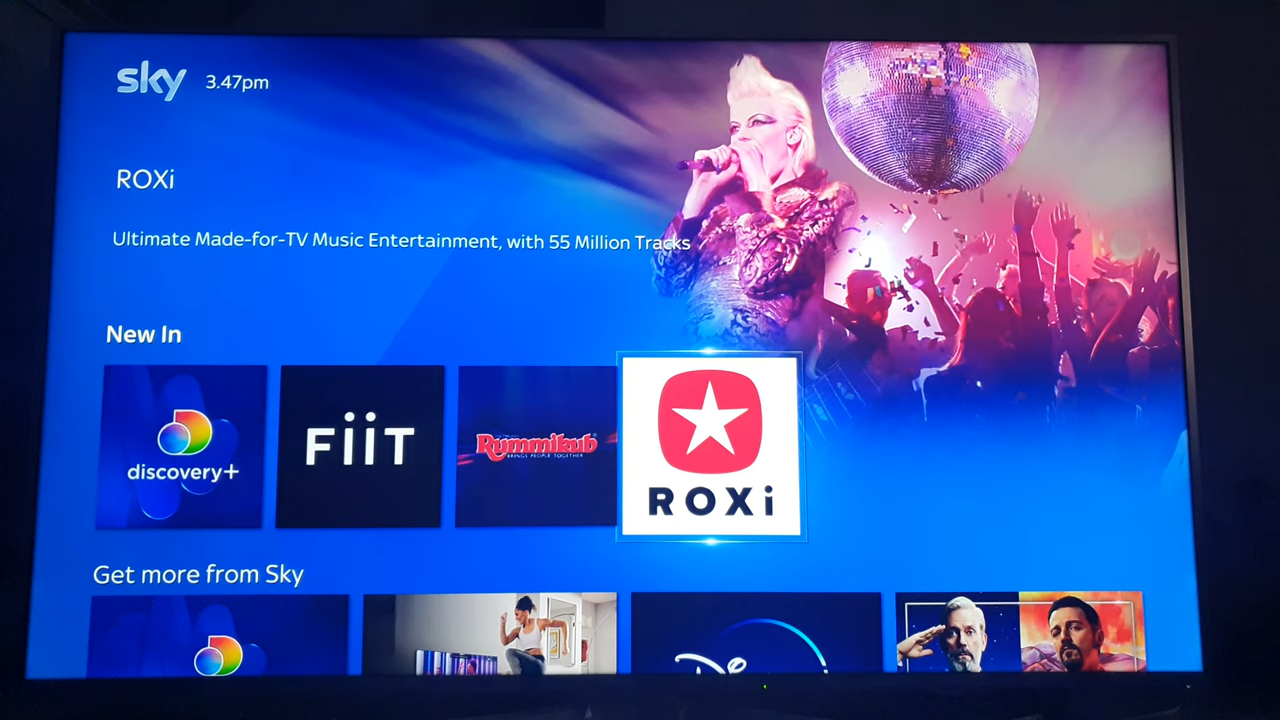 sky 3.47pm
ROXi
Ultimate Made-for-TV Music Entertainment, with 55 Million Tracks
New In
discovery+
FiiT
Rummikub
BRINGS PEOPLE TOGETHER
ROXi
Get more from Sky